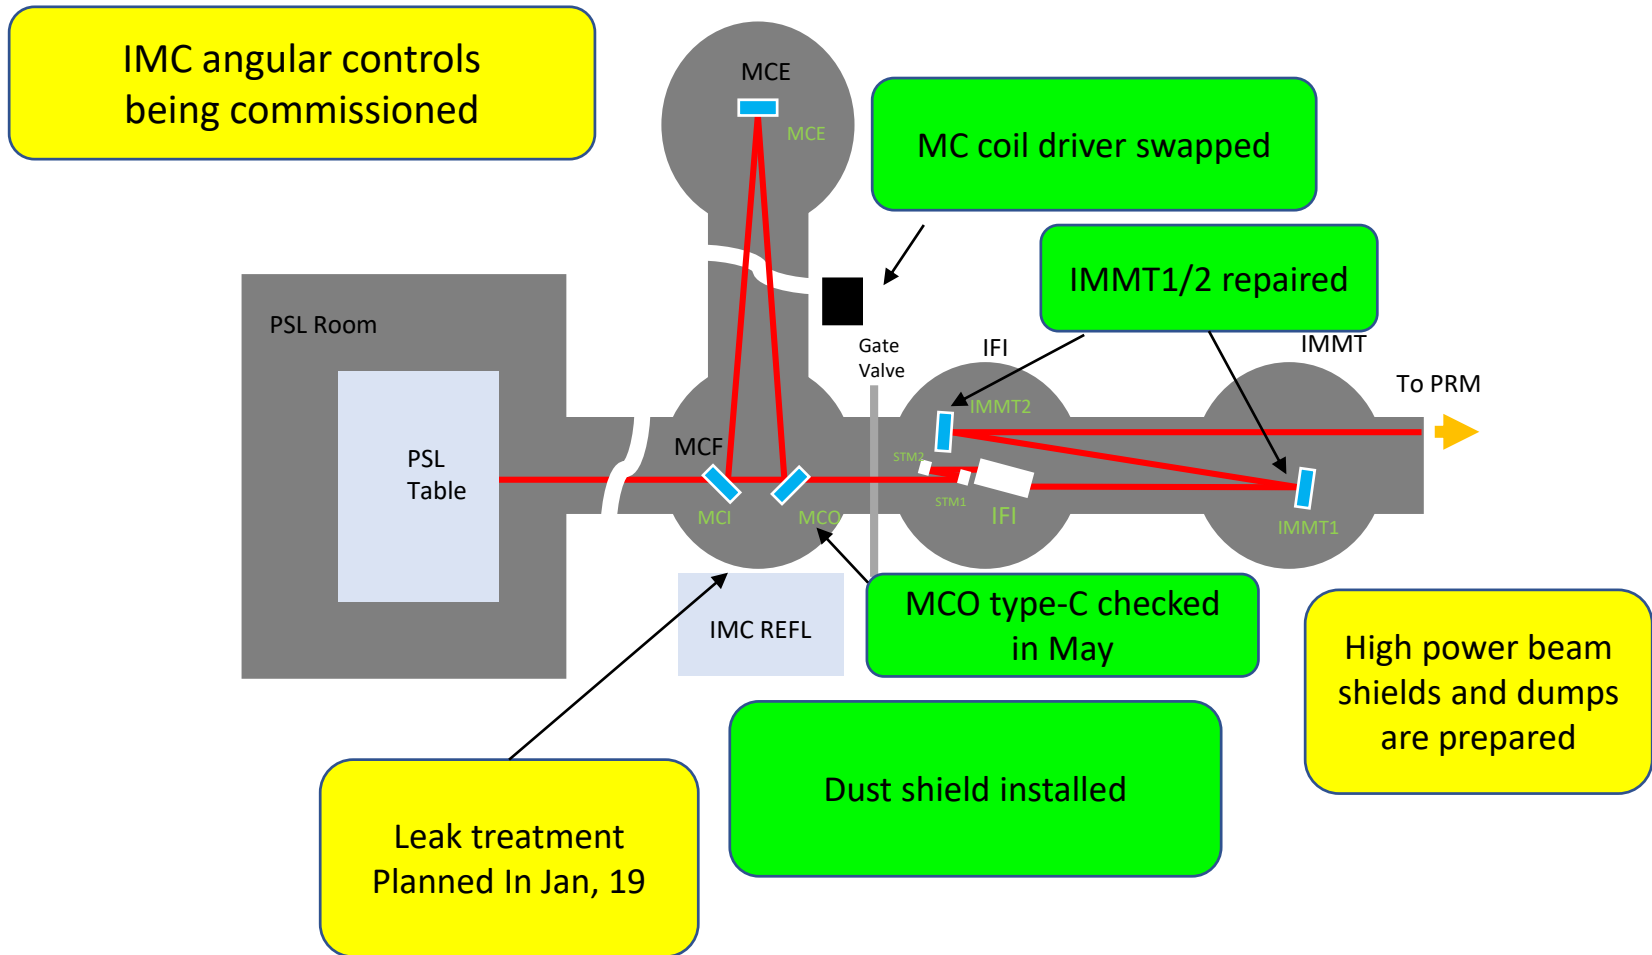 IMC angular controls
being commissioned
MCE
MCE
MC coil driver swapped
IMMT1/2 repaired
PSL Room
Gate
Valve
IFI
IMMT
To PRM
IMMT2
PSL
Table
MCF
STM2
STM1
MCI
MCO
IFI
IMMT1
IMC REFL
MCO type-C checked
in May
High power beam
shields and dumps
are prepared
Dust shield installed
Leak treatment
Planned In Jan, 19